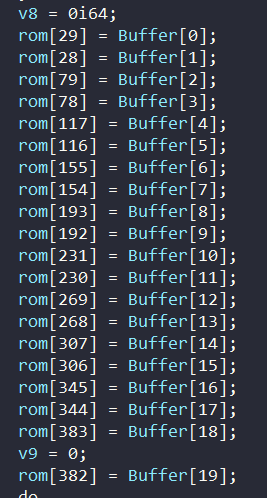 v8 = 0i64;
rom[29] = Buffer[0];
rom[28] = Buffer[1];
rom[79] = Buffer[2];
rom[78] = Buffer[3];
rom[117] = Buffer[4];
rom[116] = Buffer[5];
rom[155] = Buffer[6];
rom[154] = Buffer[7];
rom[193] = Buffer[8];
rom[192] = Buffer[9];
rom[231] = Buffer[10];
rom[230] = Buffer[11];
rom[269] = Buffer[12];
rom[268] = Buffer[13];
rom[307] = Buffer[14];
rom[306] = Buffer[15];
rom[345] = Buffer[16];
rom[344] = Buffer[17];
rom[383] = Buffer[18];
v9 = 0;
rom[382] = Buffer[19];
do